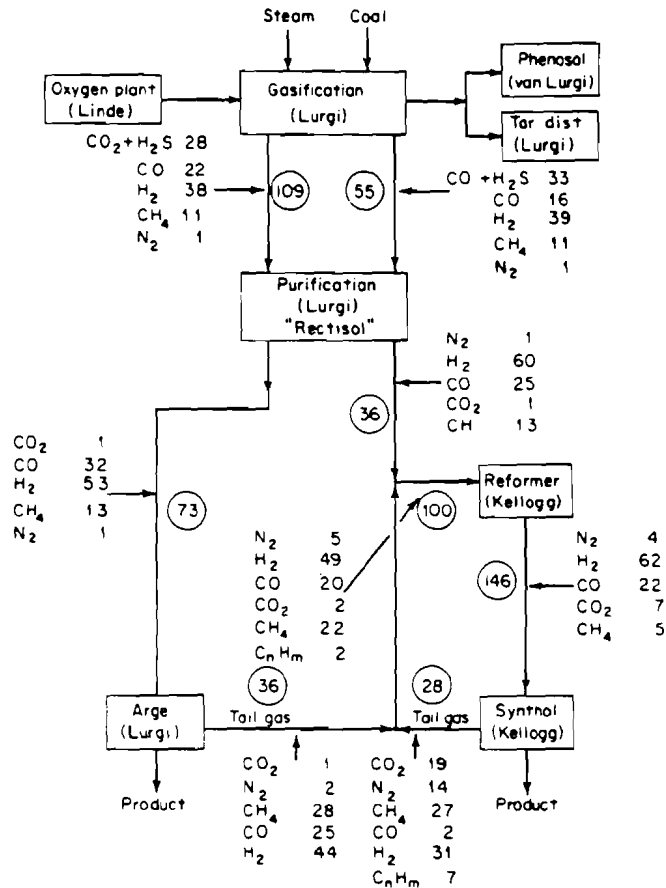 Steam
Coal
Oxygen plant
(Linde)
Gasification
(Lurgi)
Phenosol
(van Lurgi)
Tar dist
(Lurgi)
CO₂+H₂S 28
CO 22
H₂ 38
CH₄ 11
N₂ 1
109
55
CO +H₂S 33
CO 16
H₂ 39
CH₄ 11
N₂ 1
Purification
(Lurgi)
"Rectisol"
N₂ 1
H₂ 60
CO 25
CO₂ 1
CH 13
36
CO₂ 1
CO 32
H₂ 53
CH₄ 13
N₂ 1
73
Reformer
(Kellogg)
100
N₂ 5
H₂ 49
CO 20
CO₂ 2
CH₄ 22
CₙHₘ 2
146
N₂ 4
H₂ 62
CO 22
CO₂ 7
CH₄ 5
Arge
(Lurgi)
36
Tail gas
28
Tail gas
Synthol
(Kellogg)
Product
CO₂ 1
N₂ 2
CH₄ 28
CO 25
H₂ 44
CO₂ 19
N₂ 14
CH₄ 27
CO 2
H₂ 31
CₙHₘ 7
Product